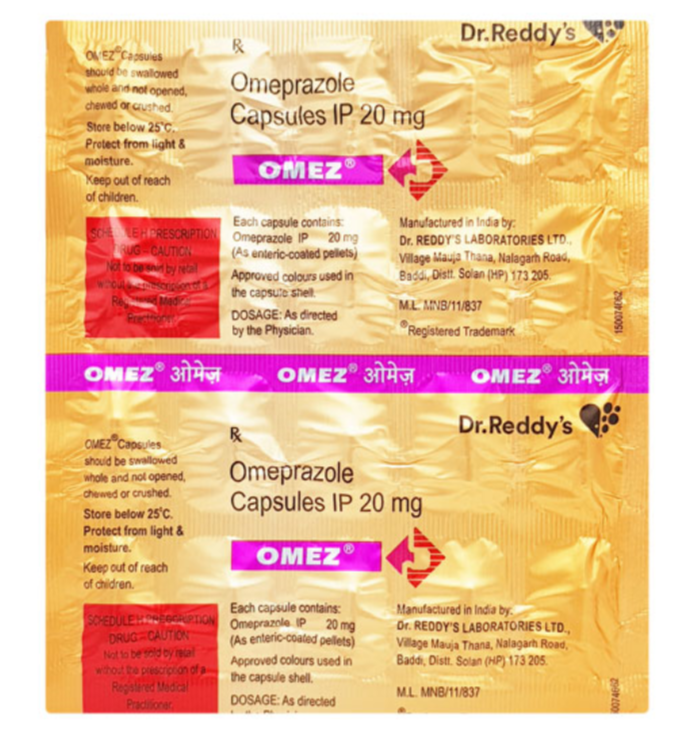 Dr.Reddy's
OMEZ® Capsules
should be swallowed
whole and not opened,
chewed or crushed.
Store below 25°C.
Protect from light &
moisture.
Keep out of reach
of children.
℞
Omeprazole
Capsules IP 20 mg
OMEZ®
SCHEDULE H PRESCRIPTION
DRUG - CAUTION
Not to be sold by retail
without the prescription of a
Registered Medical
Practitioner.
Each capsule contains:
Omeprazole IP 20 mg
(As enteric-coated pellets)
Approved colours used in
the capsule shell.
DOSAGE: As directed
by the Physician.
Manufactured in India by:
Dr. REDDY'S LABORATORIES LTD.,
Village Mauja Thana, Nalagarh Road,
Baddi, Distt. Solan (HP) 173 205.
M.L. MNB/11/837
®Registered Trademark
OMEZ® ओमेज़ OMEZ® ओमेज़ OMEZ® ओमेज़
Dr.Reddy's
OMEZ® Capsules
should be swallowed
whole and not opened,
chewed or crushed.
Store below 25°C.
Protect from light &
moisture.
Keep out of reach
of children.
℞
Omeprazole
Capsules IP 20 mg
OMEZ®
SCHEDULE H PRESCRIPTION
DRUG - CAUTION
Not to be sold by retail
without the prescription of a
Registered Medical
Practitioner.
Each capsule contains:
Omeprazole IP 20 mg
(As enteric-coated pellets)
Approved colours used in
the capsule shell.
DOSAGE: As directed
Manufactured in India by:
Dr. REDDY'S LABORATORIES LTD.,
Village Mauja Thana, Nalagarh Road,
Baddi, Distt. Solan (HP) 173 205.
M.L. MNB/11/837